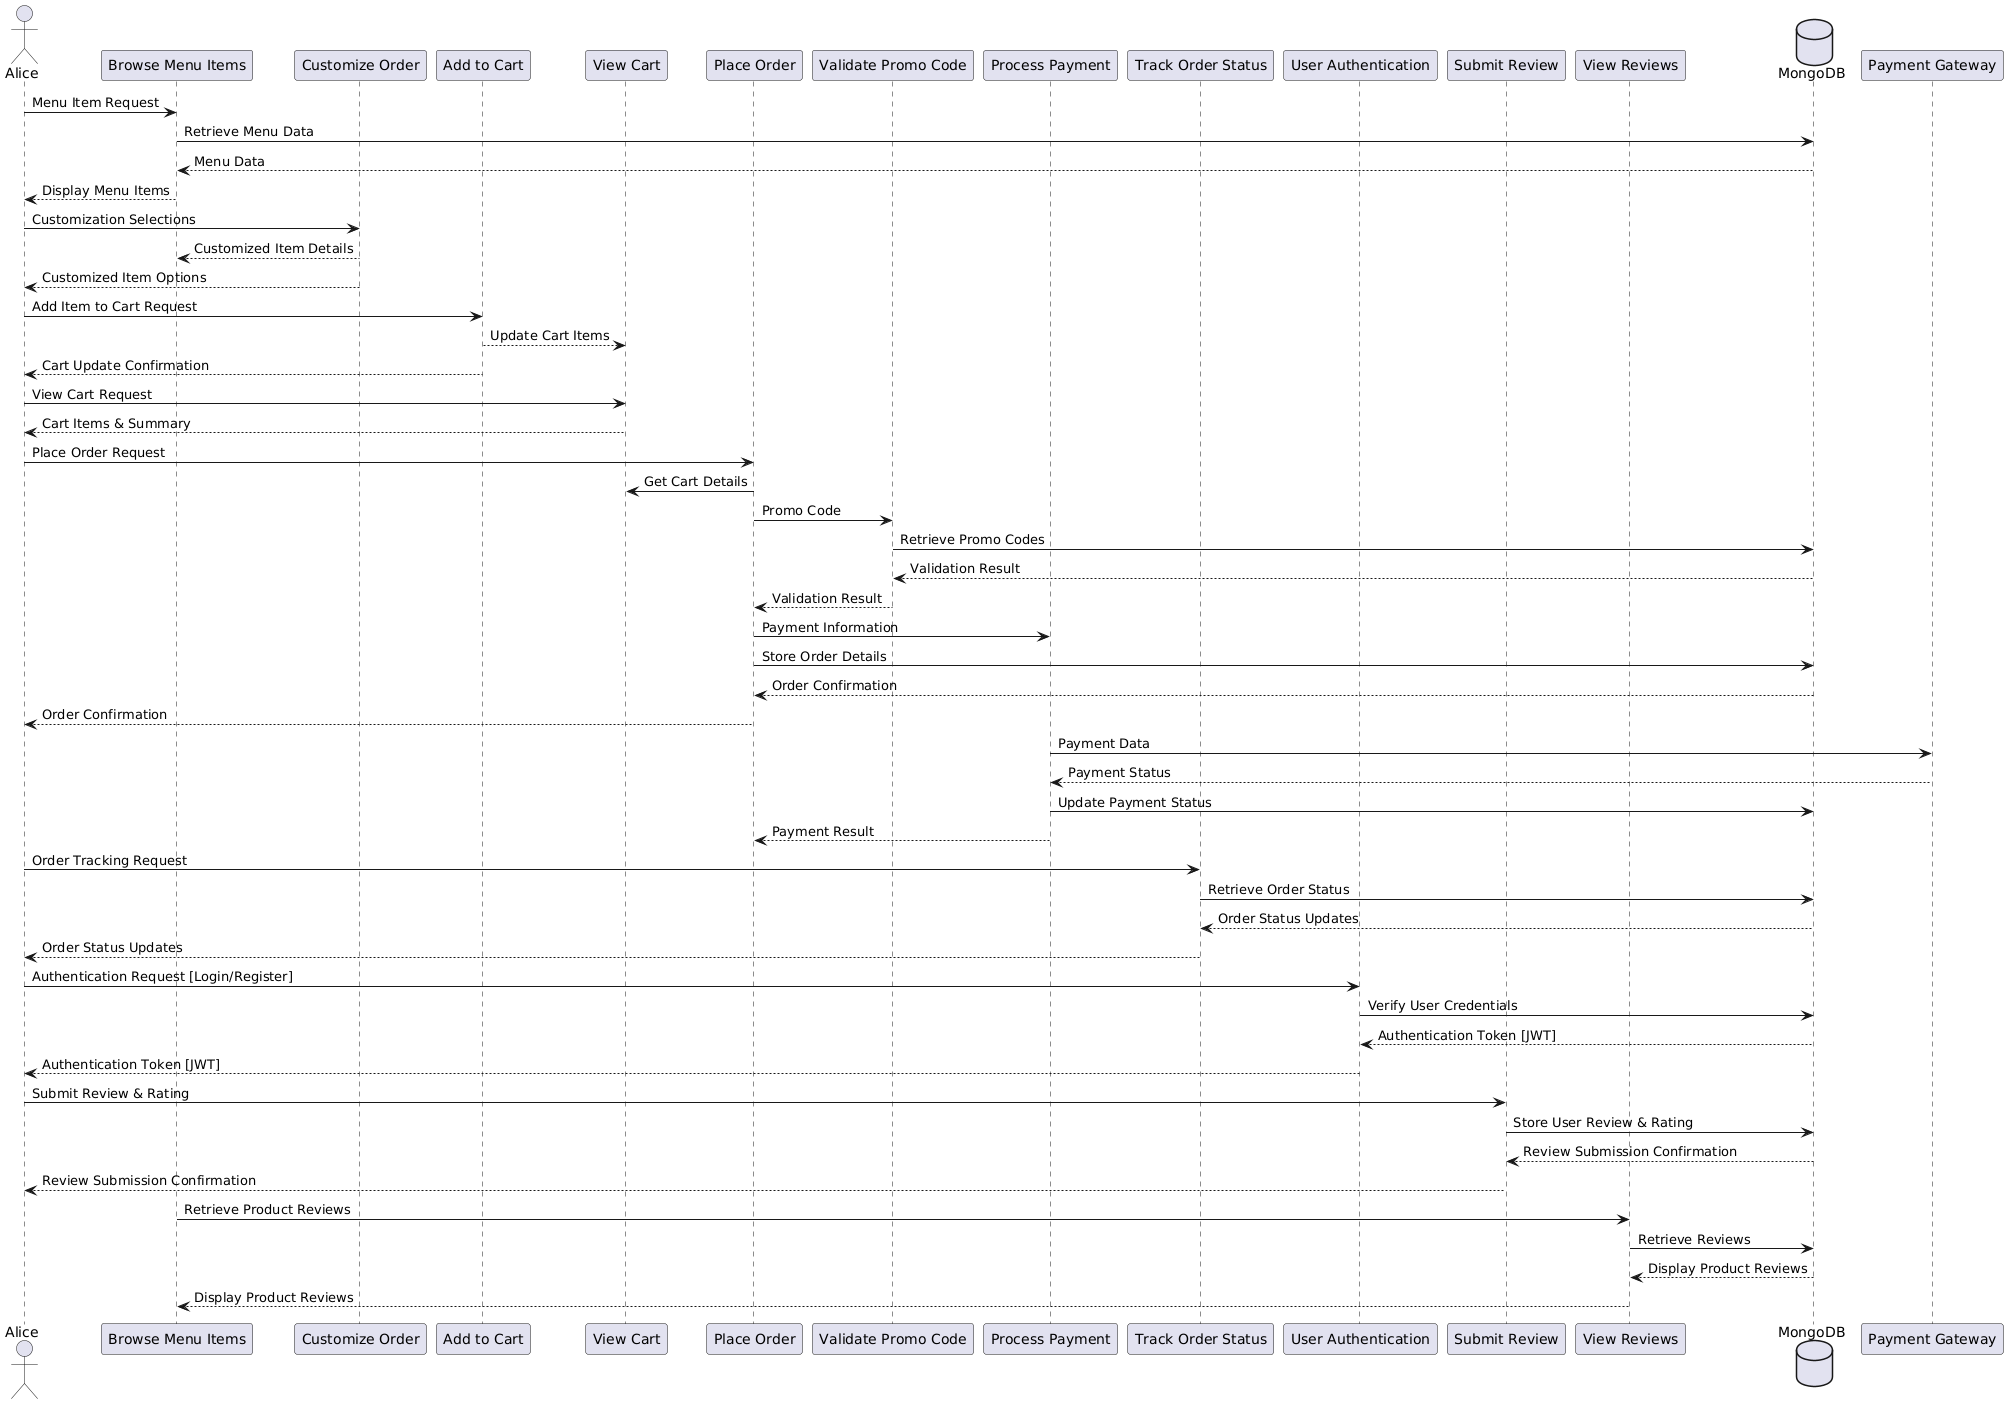 Alice
Browse Menu Items
Customize Order
Add to Cart
View Cart
Place Order
Validate Promo Code
Process Payment
Track Order Status
User Authentication
Submit Review
View Reviews
MongoDB
Payment Gateway
Menu Item Request
Retrieve Menu Data
Menu Data
Display Menu Items
Customization Selections
Customized Item Details
Customized Item Options
Add Item to Cart Request
Update Cart Items
Cart Update Confirmation
View Cart Request
Cart Items & Summary
Place Order Request
Get Cart Details
Promo Code
Retrieve Promo Codes
Validation Result
Validation Result
Payment Information
Store Order Details
Order Confirmation
Order Confirmation
Payment Data
Payment Status
Update Payment Status
Payment Result
Order Tracking Request
Retrieve Order Status
Order Status Updates
Order Status Updates
Authentication Request [Login/Register]
Verify User Credentials
Authentication Token [JWT]
Authentication Token [JWT]
Submit Review & Rating
Store User Review & Rating
Review Submission Confirmation
Review Submission Confirmation
Retrieve Product Reviews
Retrieve Reviews
Display Product Reviews
Display Product Reviews
Alice
Browse Menu Items
Customize Order
Add to Cart
View Cart
Place Order
Validate Promo Code
Process Payment
Track Order Status
User Authentication
Submit Review
View Reviews
MongoDB
Payment Gateway